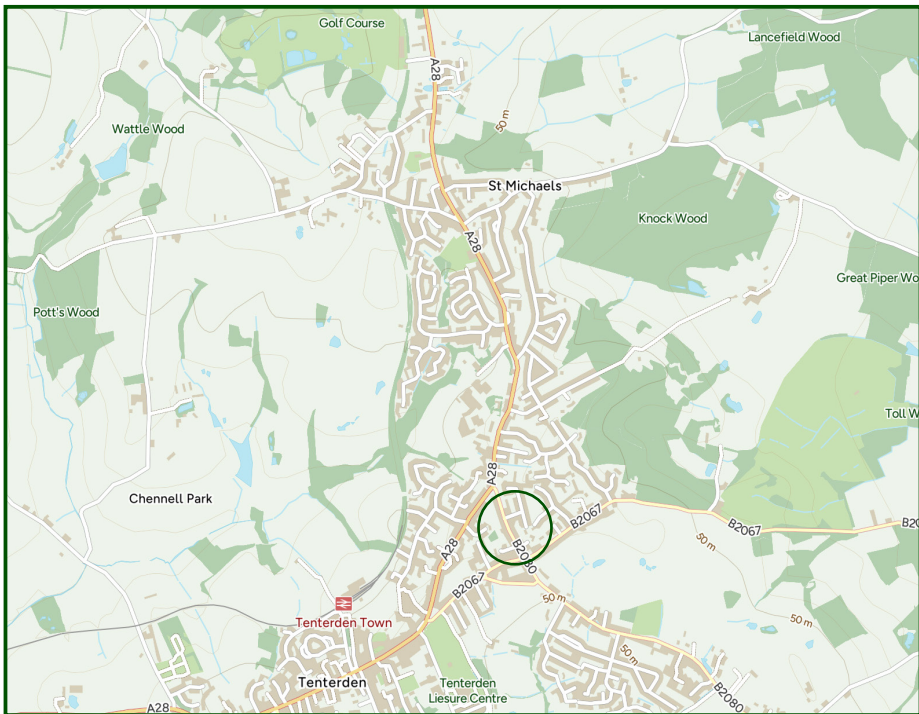 Golf Course
Lancefield Wood
A28
50 m
Wattle Wood
St Michaels
Knock Wood
A28
Great Piper Wo
Pott's Wood
Toll W
A28
Chennell Park
B2067
B2067
B20
50 m
A28
B2080
B2067
50 m
50 m
Tenterden Town
50 m
Tenterden
Tenterden
Liesure Centre
B2080
A28